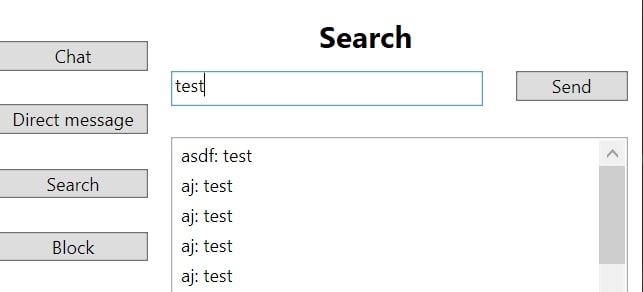 Search
Chat
test
Send
Direct message
asdf: test
aj: test
Search
aj: test
aj: test
Block
aj: test